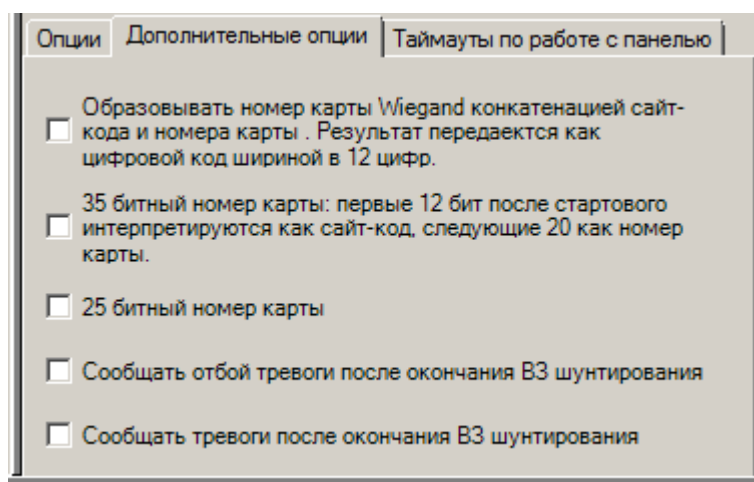 Опции Дополнительные опции Таймауты по работе с панелью
Образовывать номер карты Wiegand конкатенацией сайт-
кода и номера карты . Результат передаектся как
цифровой код шириной в 12 цифр.
35 битный номер карты: первые 12 бит после стартового
интерпретируются как сайт-код, следующие 20 как номер
карты.
25 битный номер карты
Сообщать отбой тревоги после окончания ВЗ шунтирования
Сообщать тревоги после окончания ВЗ шунтирования